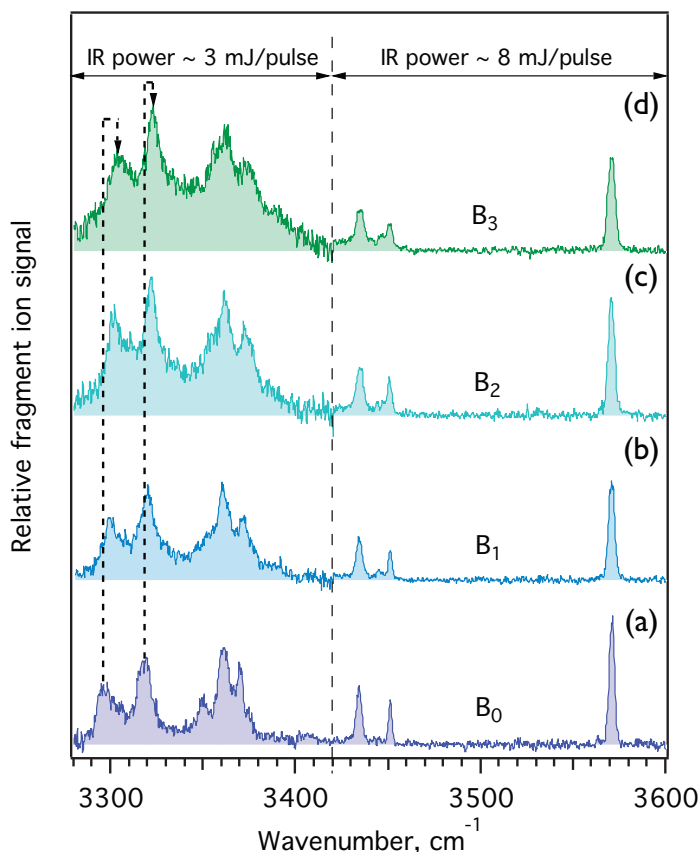 IR power ~ 3 mJ/pulse
IR power ~ 8 mJ/pulse
(d)
B3
(c)
B2
(b)
B1
(a)
B0
Relative fragment ion signal
3300
3400
3500
3600
Wavenumber, cm-1